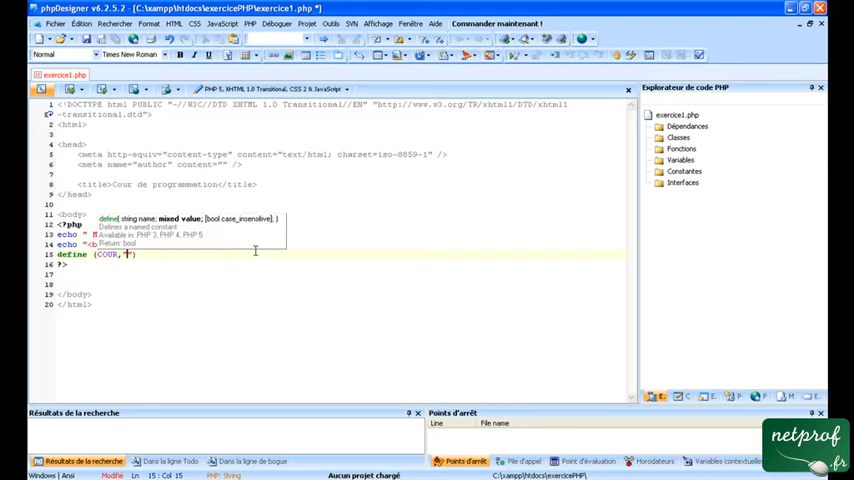 phpDesigner v6.2.5.2 - [C:\xampp\htdocs\exercicePHP\exercice1.php *]
Fichier Édition Rechercher Format HTML CSS JavaScript PHP Projet Débogage Outils SVN Affichage Fenetre Aide Commander maintenant !
Normal Times New Roman
exercice1.php
PHP 5, XHTML 1.0 Transitional, CSS 2 & JavaScript
Explorateur de code PHP
exercice1.php
Dépendances
Classes
Fonctions
Variables
Constantes
Interfaces
1 <!DOCTYPE html PUBLIC "-//W3C//DTD XHTML 1.0 Transitional//EN" "http://www.w3.org/TR/xhtml1/DTD/xhtml1
-transitional.dtd">
2 <html>
3
4 <head>
5 <meta http-equiv="content-type" content="text/html; charset=iso-8859-1" />
6 <meta name="author" content="" />
7
8 <title>Cour de programmation</title>
9 </head>
10
11 <body>
12 <?php
13 echo " M
14 echo "<b
15 define (COUR,"")
16 ?>
17
18
19 </body>
20 </html>
define( string name; mixed value; [bool case_insensitive]; )
Defines a named constant
Available in: PHP 3, PHP 4, PHP 5
Return: bool
Résultats de la recherche
Points d'arrêt
Line File name
Résultats de la recherche Dans la ligne Todo Dans la ligne de bogue
Points d'arrêt Pile d'appel Point d'évaluation Horodateurs Variables contextuelle
Windows | Ansi Modifié Ln 15 : Col 15 PHP: String Aucun projet chargé C:\xampp\htdocs\exercicePHP\
netprof
.fr